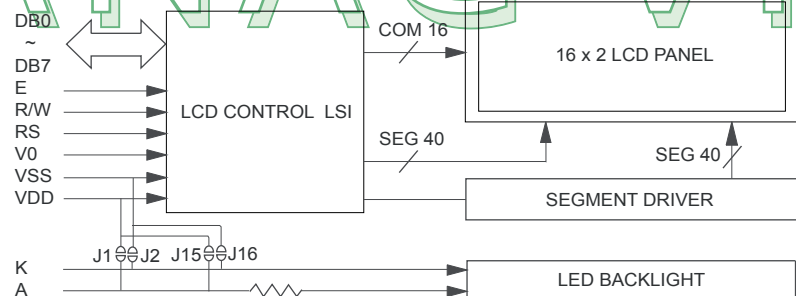 DB0
~
DB7
E
R/W
RS
V0
VSS
VDD
K
A
LCD CONTROL LSI
COM 16
SEG 40
16 x 2 LCD PANEL
SEG 40
SEGMENT DRIVER
J1 J2 J15 J16
LED BACKLIGHT